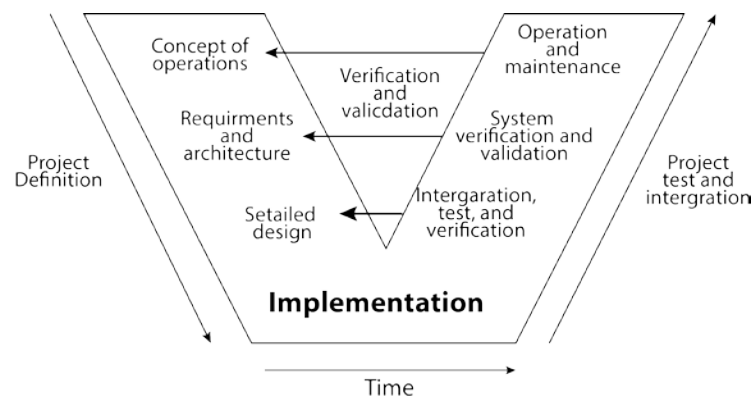 Concept of
operations
Operation
and
maintenance
Verification
and
valicdation
Requirments
and
architecture
System
verification and
validation
Project
Definition
Project
test and
intergration
Setailed
design
Intergaration,
test, and
verification
Implementation
Time